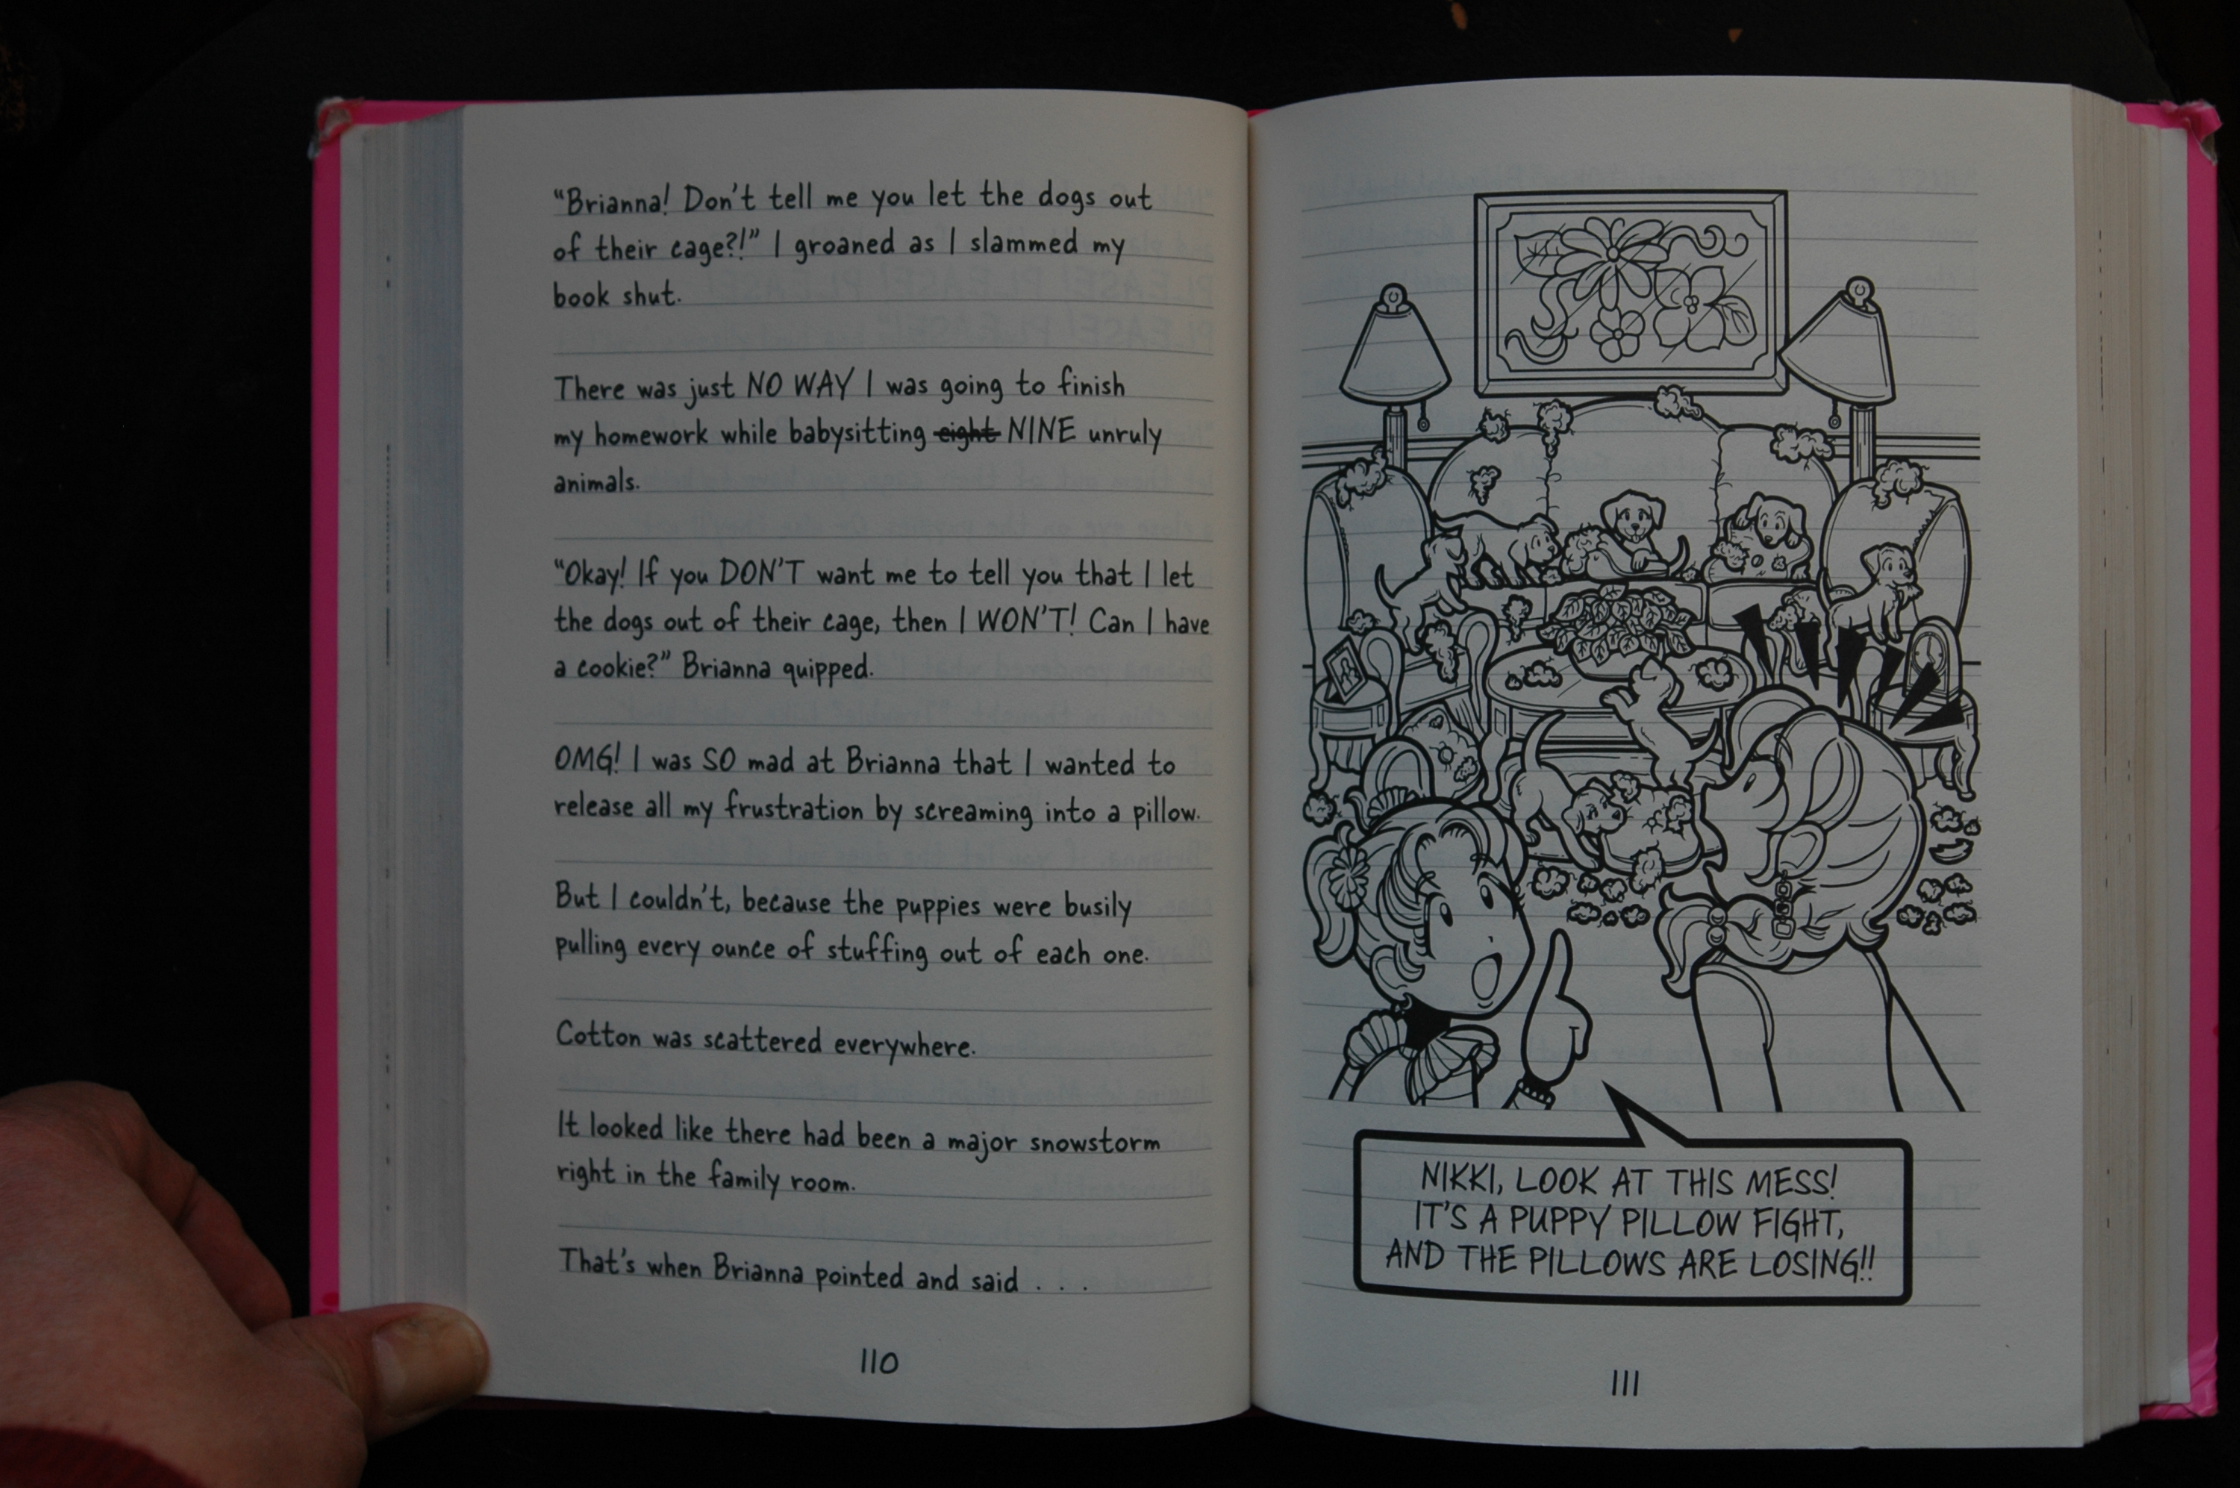 “Brianna! Don't tell me you let the dogs out
of their cage?!” I groaned as I slammed my
book shut.
There was just NO WAY I was going to finish
my homework while babysitting eight NINE unruly
animals.
“Okay! If you DON'T want me to tell you that I let
the dogs out of their cage, then I WON'T! Can I have
a cookie?” Brianna quipped.
OMG! I was SO mad at Brianna that I wanted to
release all my frustration by screaming into a pillow.
But I couldn't, because the puppies were busily
pulling every ounce of stuffing out of each one.
Cotton was scattered everywhere.
It looked like there had been a major snowstorm
right in the family room.
That's when Brianna pointed and said . . .
110
NIKKI, LOOK AT THIS MESS!
IT'S A PUPPY PILLOW FIGHT,
AND THE PILLOWS ARE LOSING!!
111